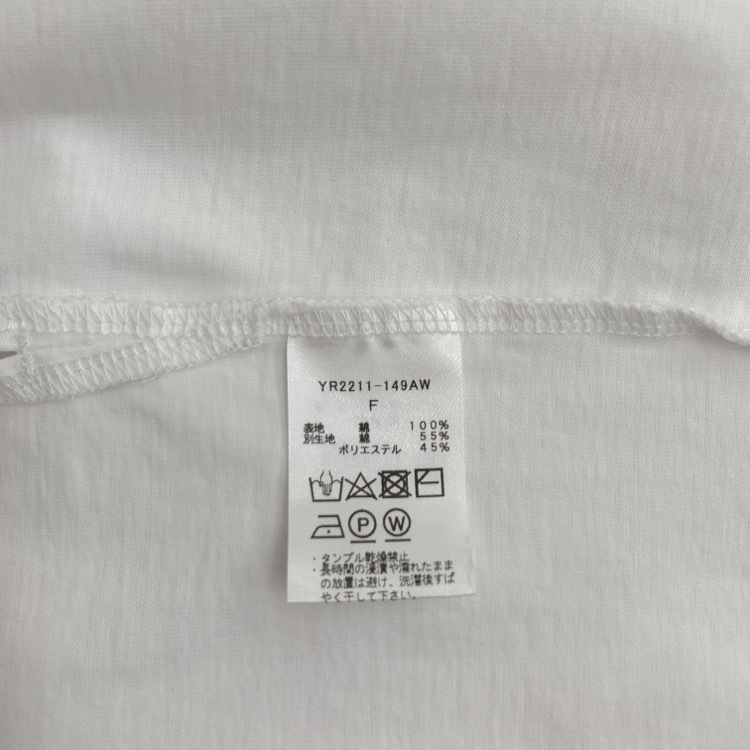 YR2211-149AW
F
表地 綿 100%
別生地 綿 55%
ポリエステル 45%
P W
・タンブル乾燥禁止
・長時間の浸漬や濡れたまま
の放置は避け、洗濯後すば
やく干して下さい。